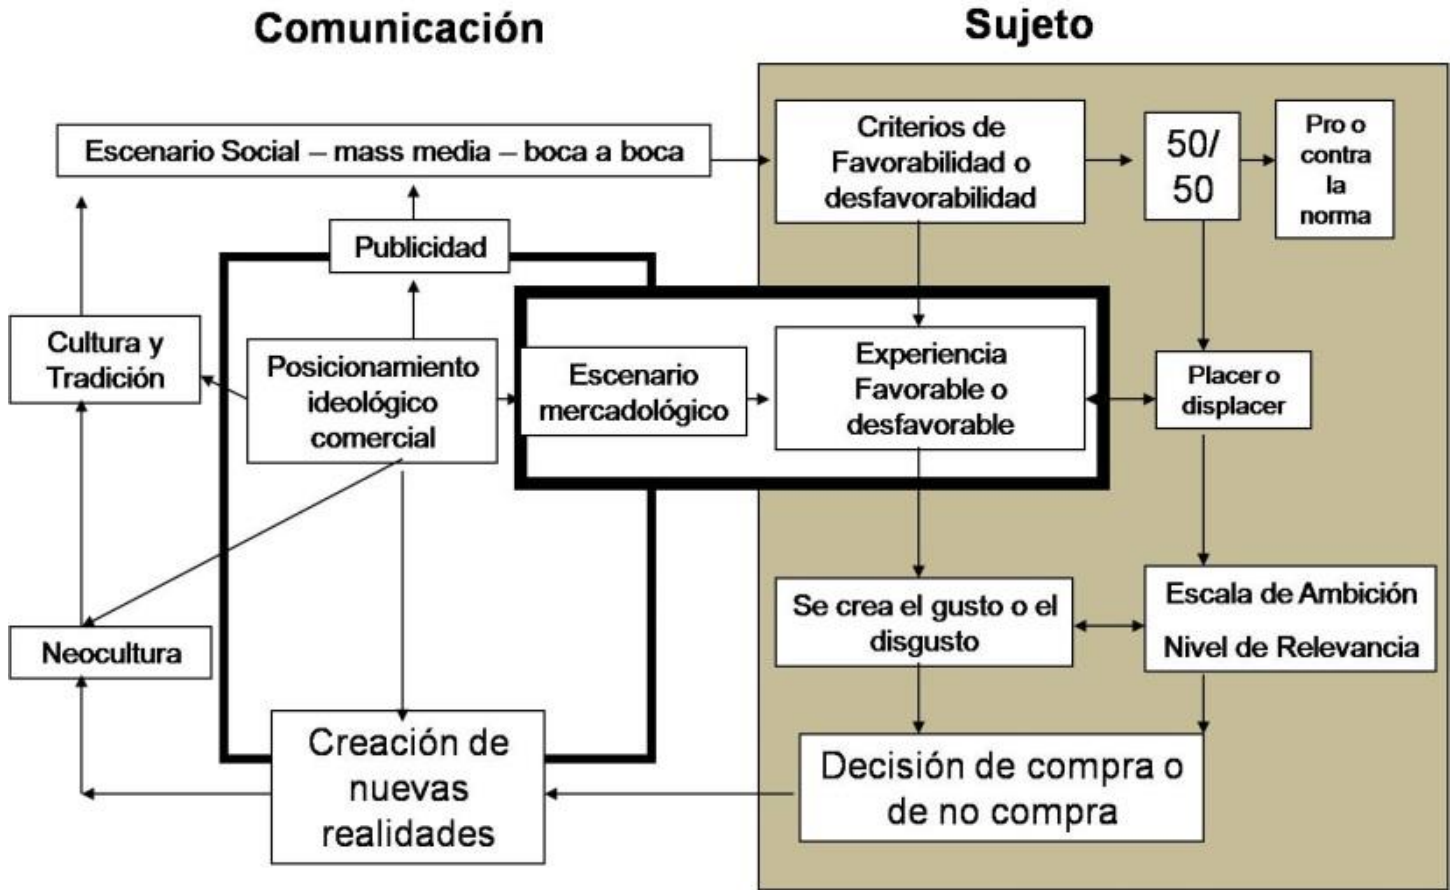 Comunicación
Sujeto
Escenario Social – mass media – boca a boca
Criterios de
Favorabilidad o
desfavorabilidad
50/
50
Pro o
contra
la
norma
Publicidad
Cultura y
Tradición
Posicionamiento
ideológico
comercial
Escenario
mercadológico
Experiencia
Favorable o
desfavorable
Placer o
displacer
Se crea el gusto o el
disgusto
Escala de Ambición
Nivel de Relevancia
Neocultura
Creación de
nuevas
realidades
Decisión de compra o
de no compra